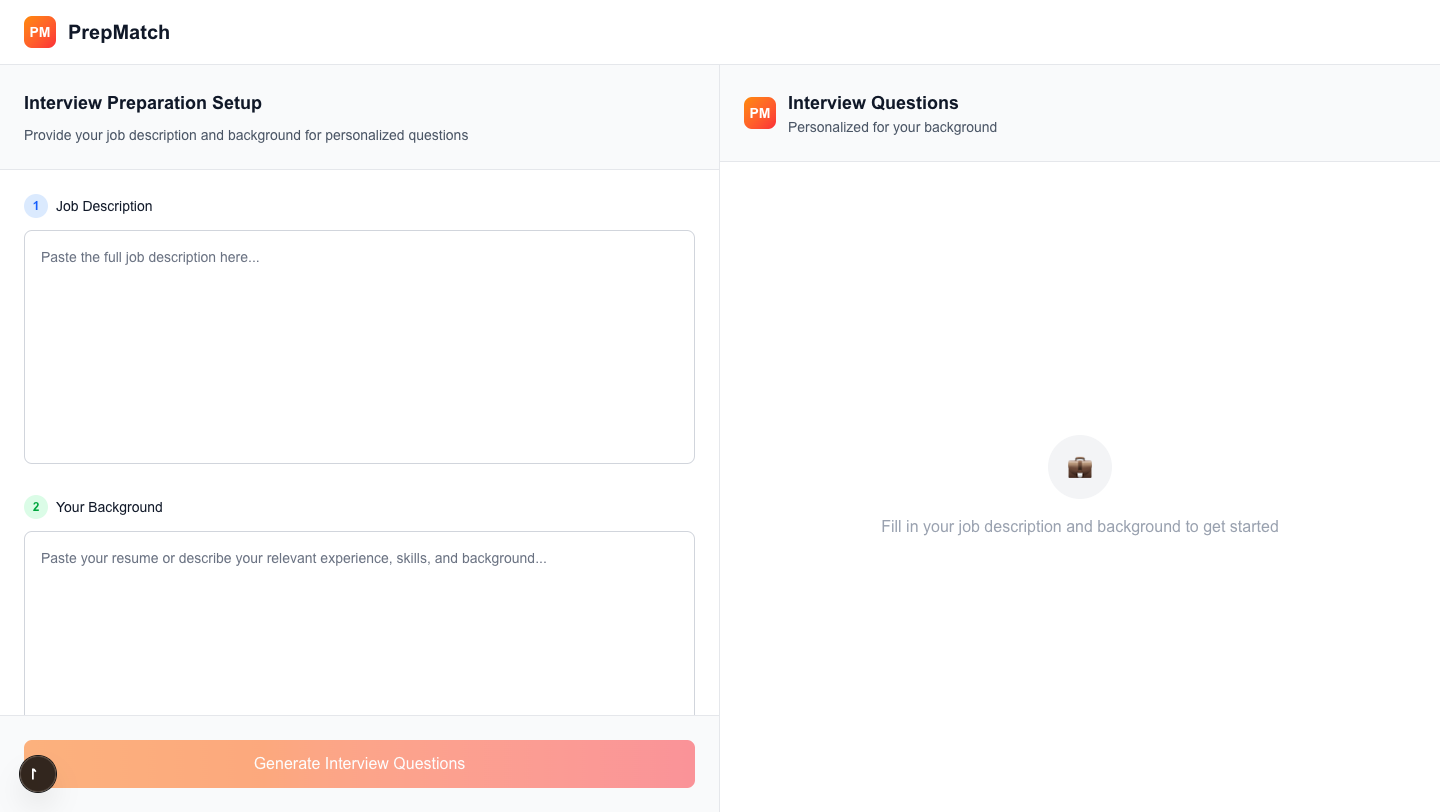 PM PrepMatch
Interview Preparation Setup
Provide your job description and background for personalized questions
1 Job Description
Paste the full job description here...
2 Your Background
Paste your resume or describe your relevant experience, skills, and background...
Generate Interview Questions
PM Interview Questions
Personalized for your background
Fill in your job description and background to get started